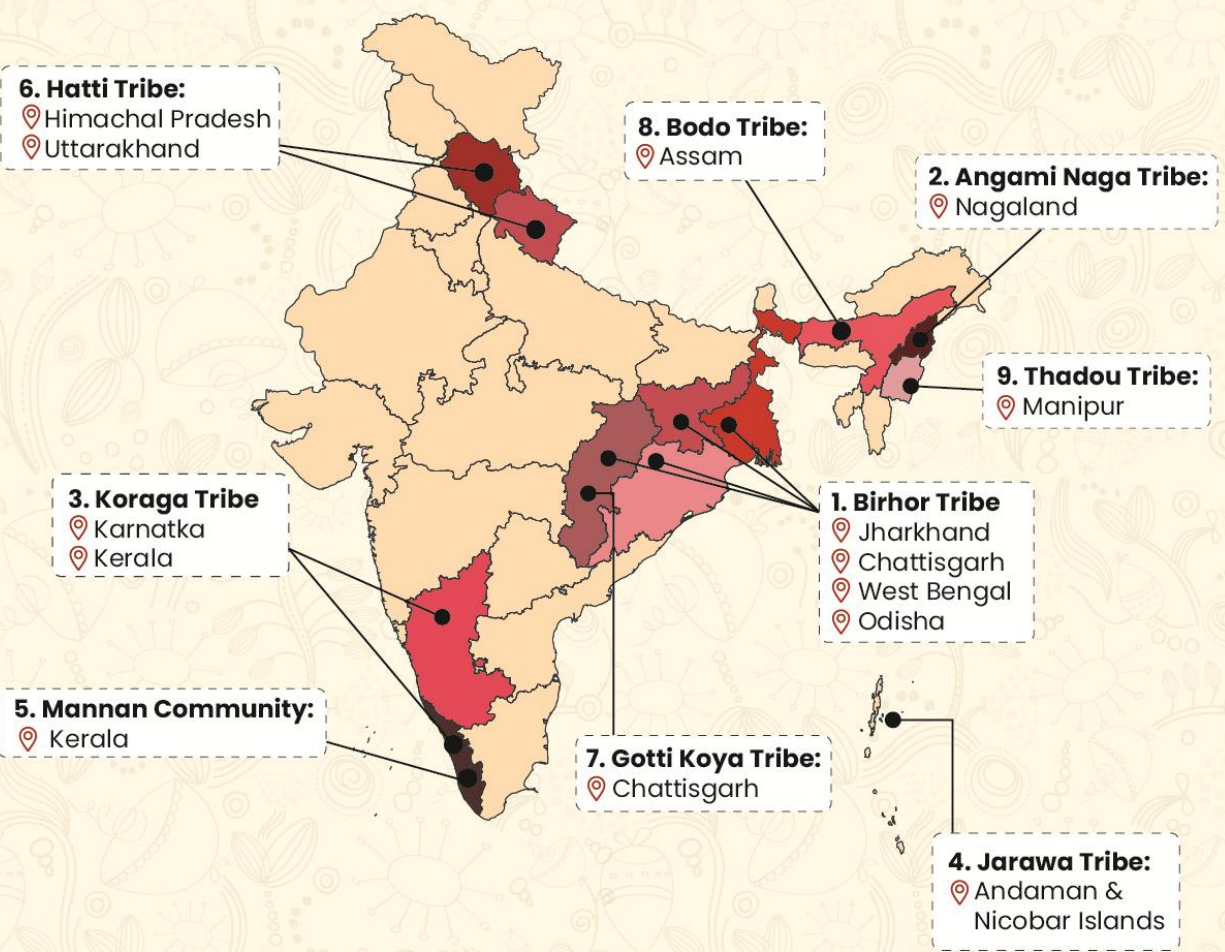 6. Hatti Tribe:
Himachal Pradesh
Uttarakhand
8. Bodo Tribe:
Assam
2. Angami Naga Tribe:
Nagaland
9. Thadou Tribe:
Manipur
3. Koraga Tribe
Karnatka
Kerala
1. Birhor Tribe
Jharkhand
Chattisgarh
West Bengal
Odisha
5. Mannan Community:
Kerala
7. Gotti Koya Tribe:
Chattisgarh
4. Jarawa Tribe:
Andaman &
Nicobar Islands